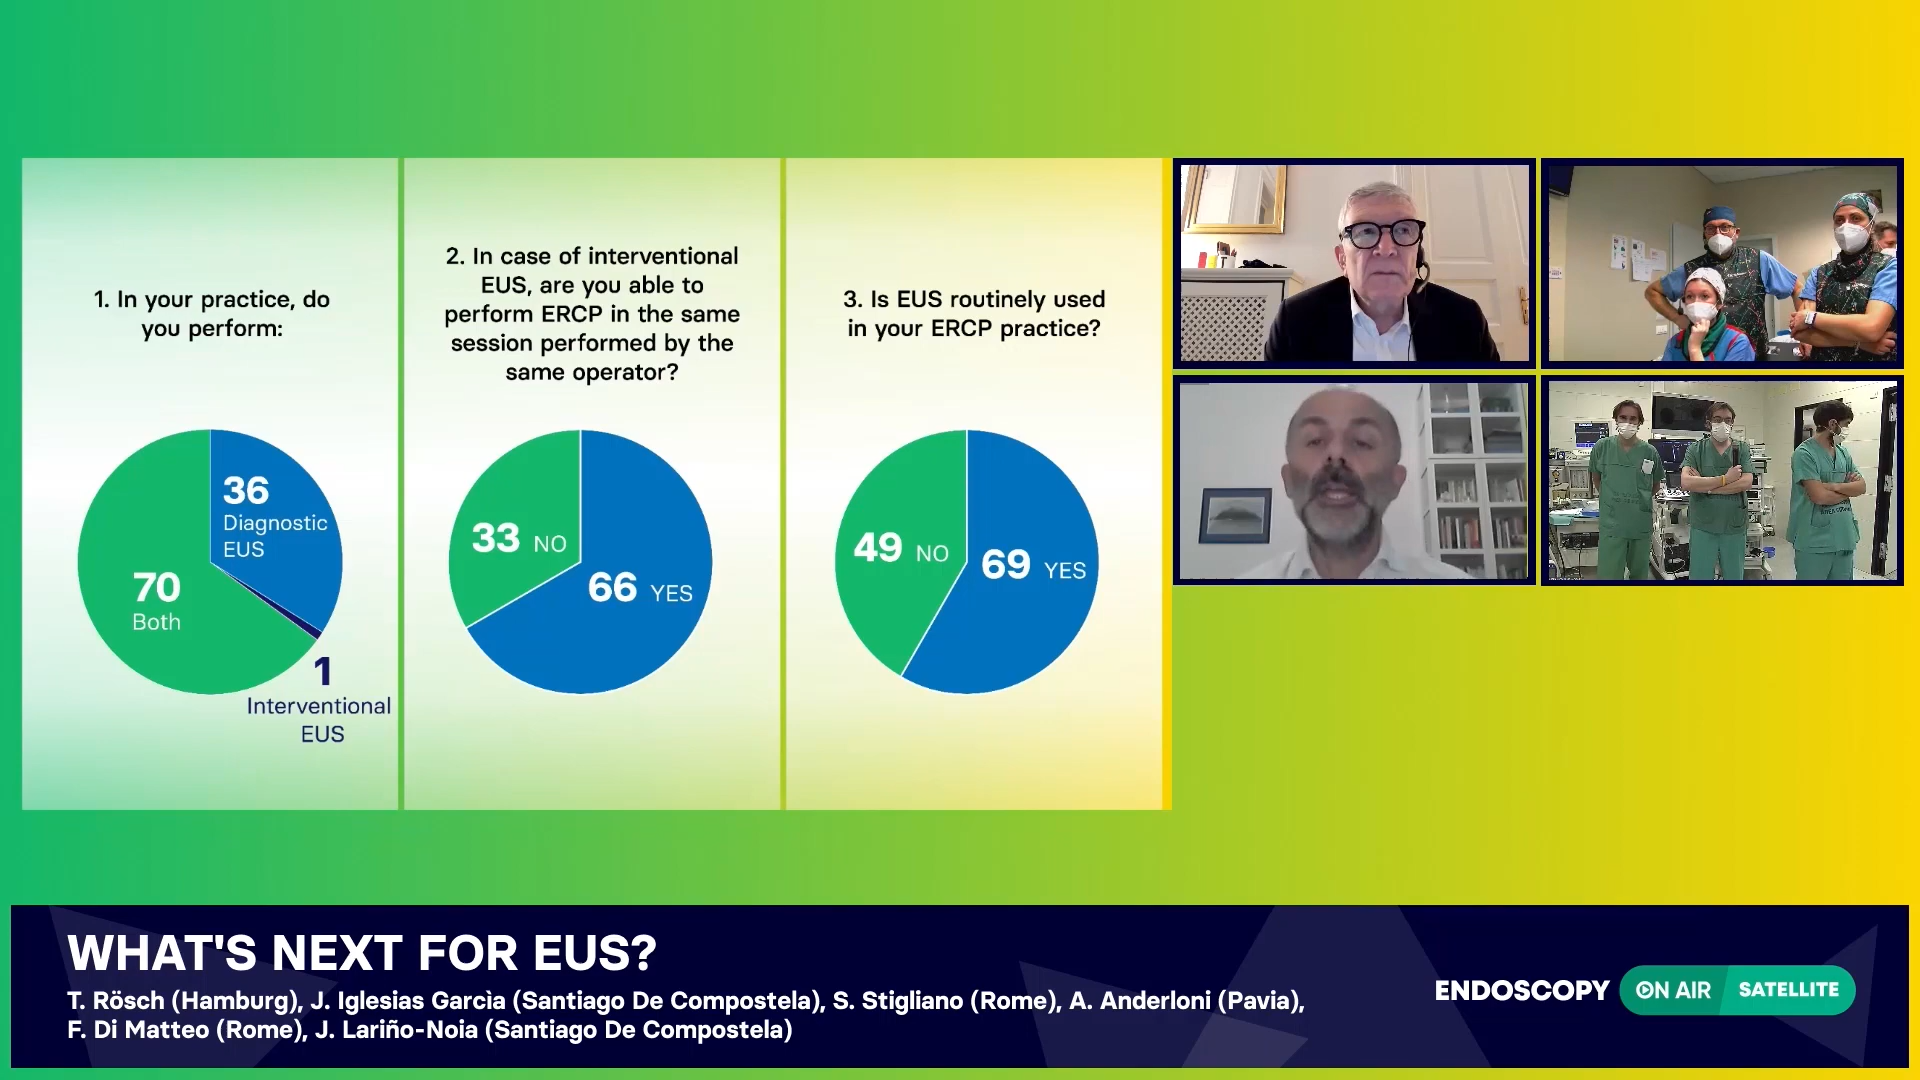 1. In your practice, do
you perform:
36
Diagnostic
EUS
70
Both
1
Interventional
EUS
2. In case of interventional
EUS, are you able to
perform ERCP in the same
session performed by the
same operator?
33 NO
66 YES
3. Is EUS routinely used
in your ERCP practice?
49 NO
69 YES
WHAT'S NEXT FOR EUS?
T. Rösch (Hamburg), J. Iglesias Garcìa (Santiago De Compostela), S. Stigliano (Rome), A. Anderloni (Pavia),
F. Di Matteo (Rome), J. Lariño-Noia (Santiago De Compostela)
ENDOSCOPY ON AIR SATELLITE